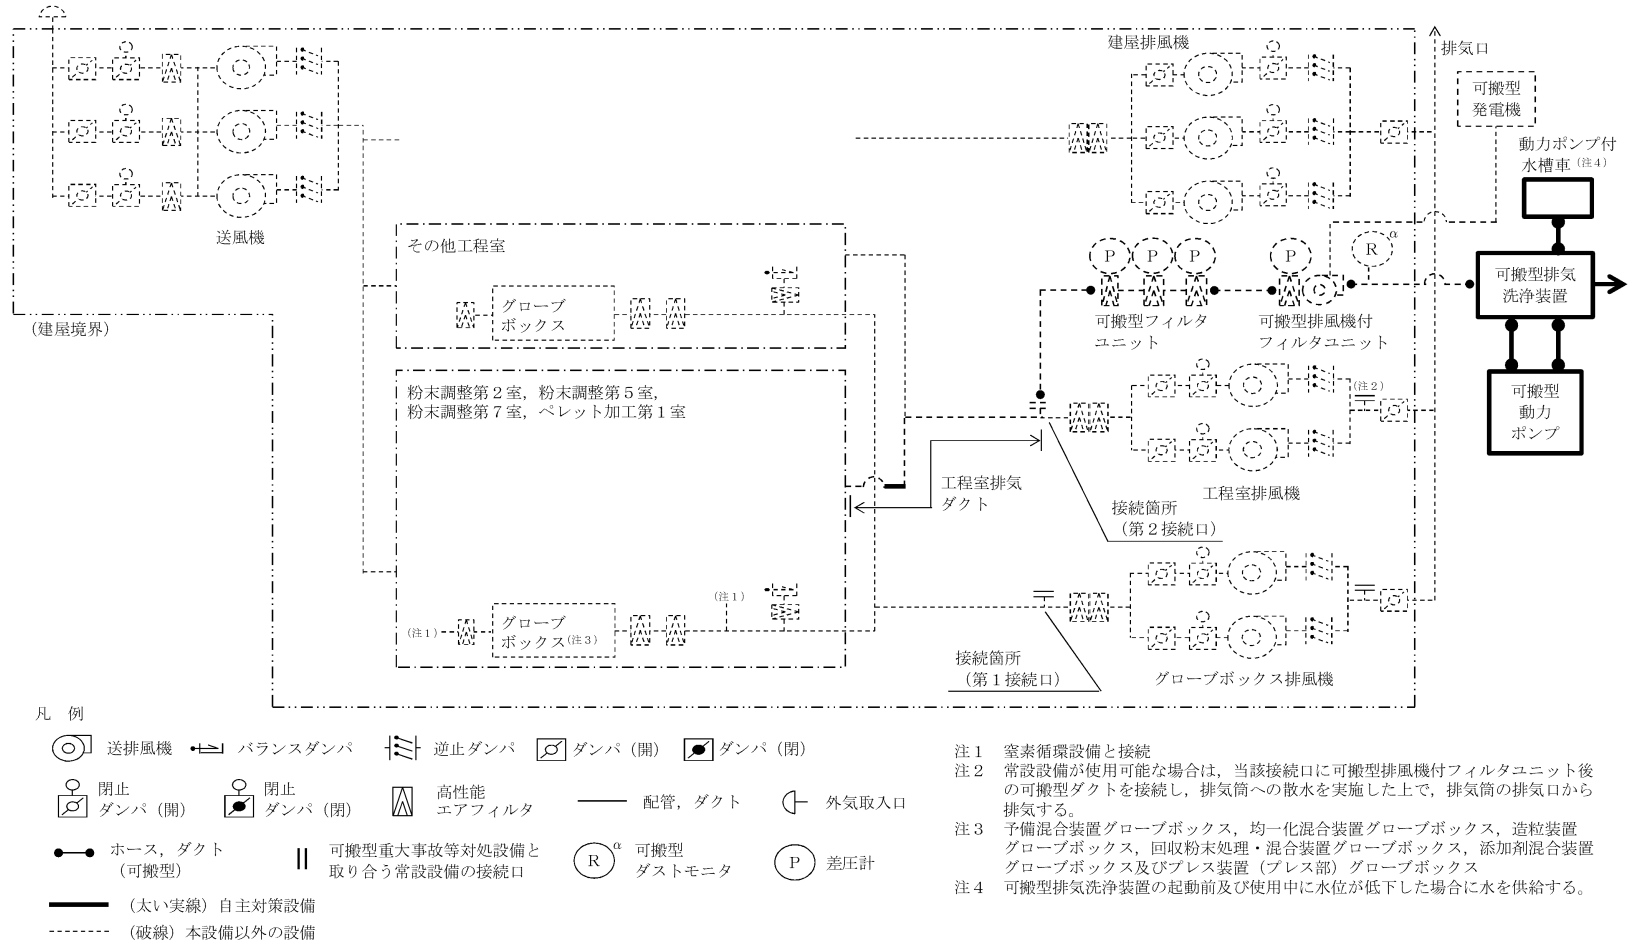 建屋排風機
排気口
可搬型
発電機
動力ポンプ付
水槽車(注4)
送風機
その他工程室
グローブ
ボックス
P
P
P
P
R α
可搬型排気
洗浄装置
(建屋境界)
可搬型フィルタ
ユニット
可搬型排風機付
フィルタユニット
粉末調整第2室，粉末調整第5室，
粉末調整第7室，ペレット加工第1室
(注2)
可搬型
動力
ポンプ
工程室排気
ダクト
工程室排風機
接続箇所
(第2接続口)
(注1)
(注1)
グローブ
ボックス(注3)
接続箇所
(第1接続口)
グローブボックス排風機
凡　例
送排風機
バランスダンパ
逆止ダンパ
ダンパ（開）
ダンパ（閉）
閉止
ダンパ（開）
閉止
ダンパ（閉）
高性能
エアフィルタ
配管，ダクト
外気取入口
ホース，ダクト
（可搬型）
可搬型重大事故等対処設備と
取り合う常設設備の接続口
R α
可搬型
ダストモニタ
P
差圧計
（太い実線）自主対策設備
（破線）本設備以外の設備
注1　窒素循環設備と接続
注2　常設設備が使用可能な場合は，当該接続口に可搬型排風機付フィルタユニット後
の可搬型ダクトを接続し，排気筒への散水を実施した上で，排気筒の排気口から
排気する。
注3　予備混合装置グローブボックス，均一化混合装置グローブボックス，造粒装置
グローブボックス，回収粉末処理・混合装置グローブボックス，添加剤混合装置
グローブボックス及びプレス装置（プレス部）グローブボックス
注4　可搬型排気洗浄装置の起動前及び使用中に水位が低下した場合に水を供給する。